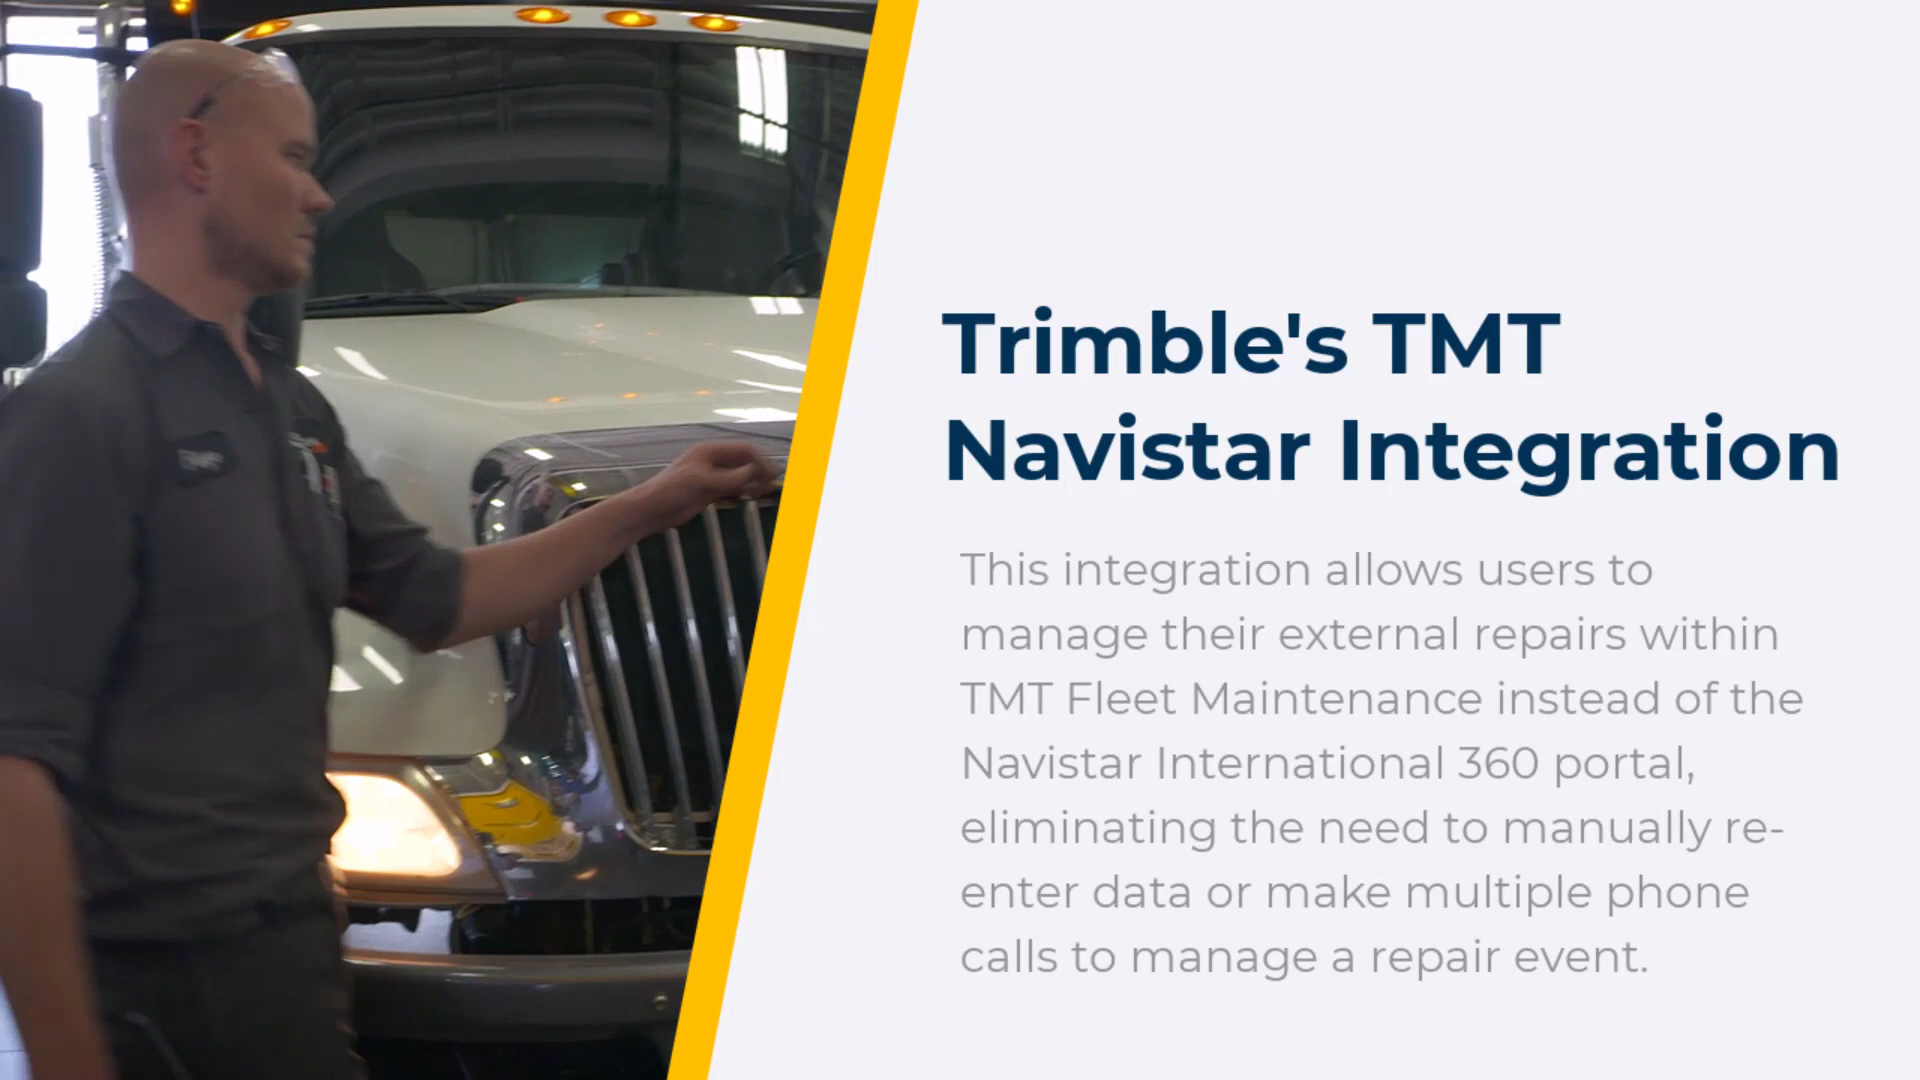 Trimble's TMT
Navistar Integration
This integration allows users to
manage their external repairs within
TMT Fleet Maintenance instead of the
Navistar International 360 portal,
eliminating the need to manually re-
enter data or make multiple phone
calls to manage a repair event.